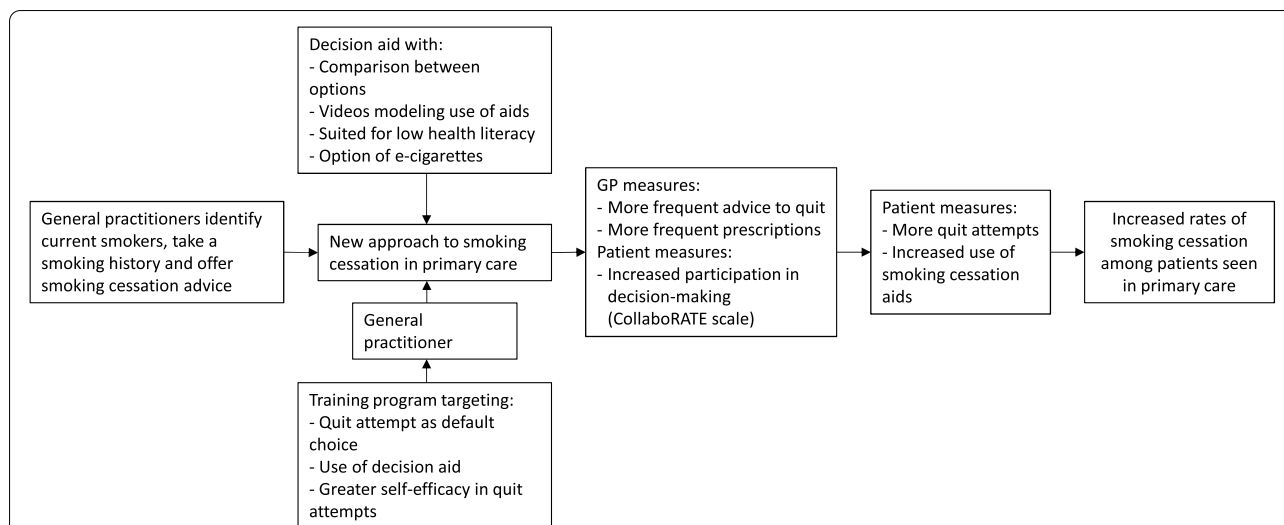 Decision aid with:
- Comparison between
options
- Videos modeling use of aids
- Suited for low health literacy
- Option of e-cigarettes
General practitioners identify
current smokers, take a
smoking history and offer
smoking cessation advice
New approach to smoking
cessation in primary care
General
practitioner
Training program targeting:
- Quit attempt as default
choice
- Use of decision aid
- Greater self-efficacy in quit
attempts
GP measures:
- More frequent advice to quit
- More frequent prescriptions
Patient measures:
- Increased participation in
decision-making
(CollaboRATE scale)
Patient measures:
- More quit attempts
- Increased use of
smoking cessation
aids
Increased rates of
smoking cessation
among patients seen
in primary care